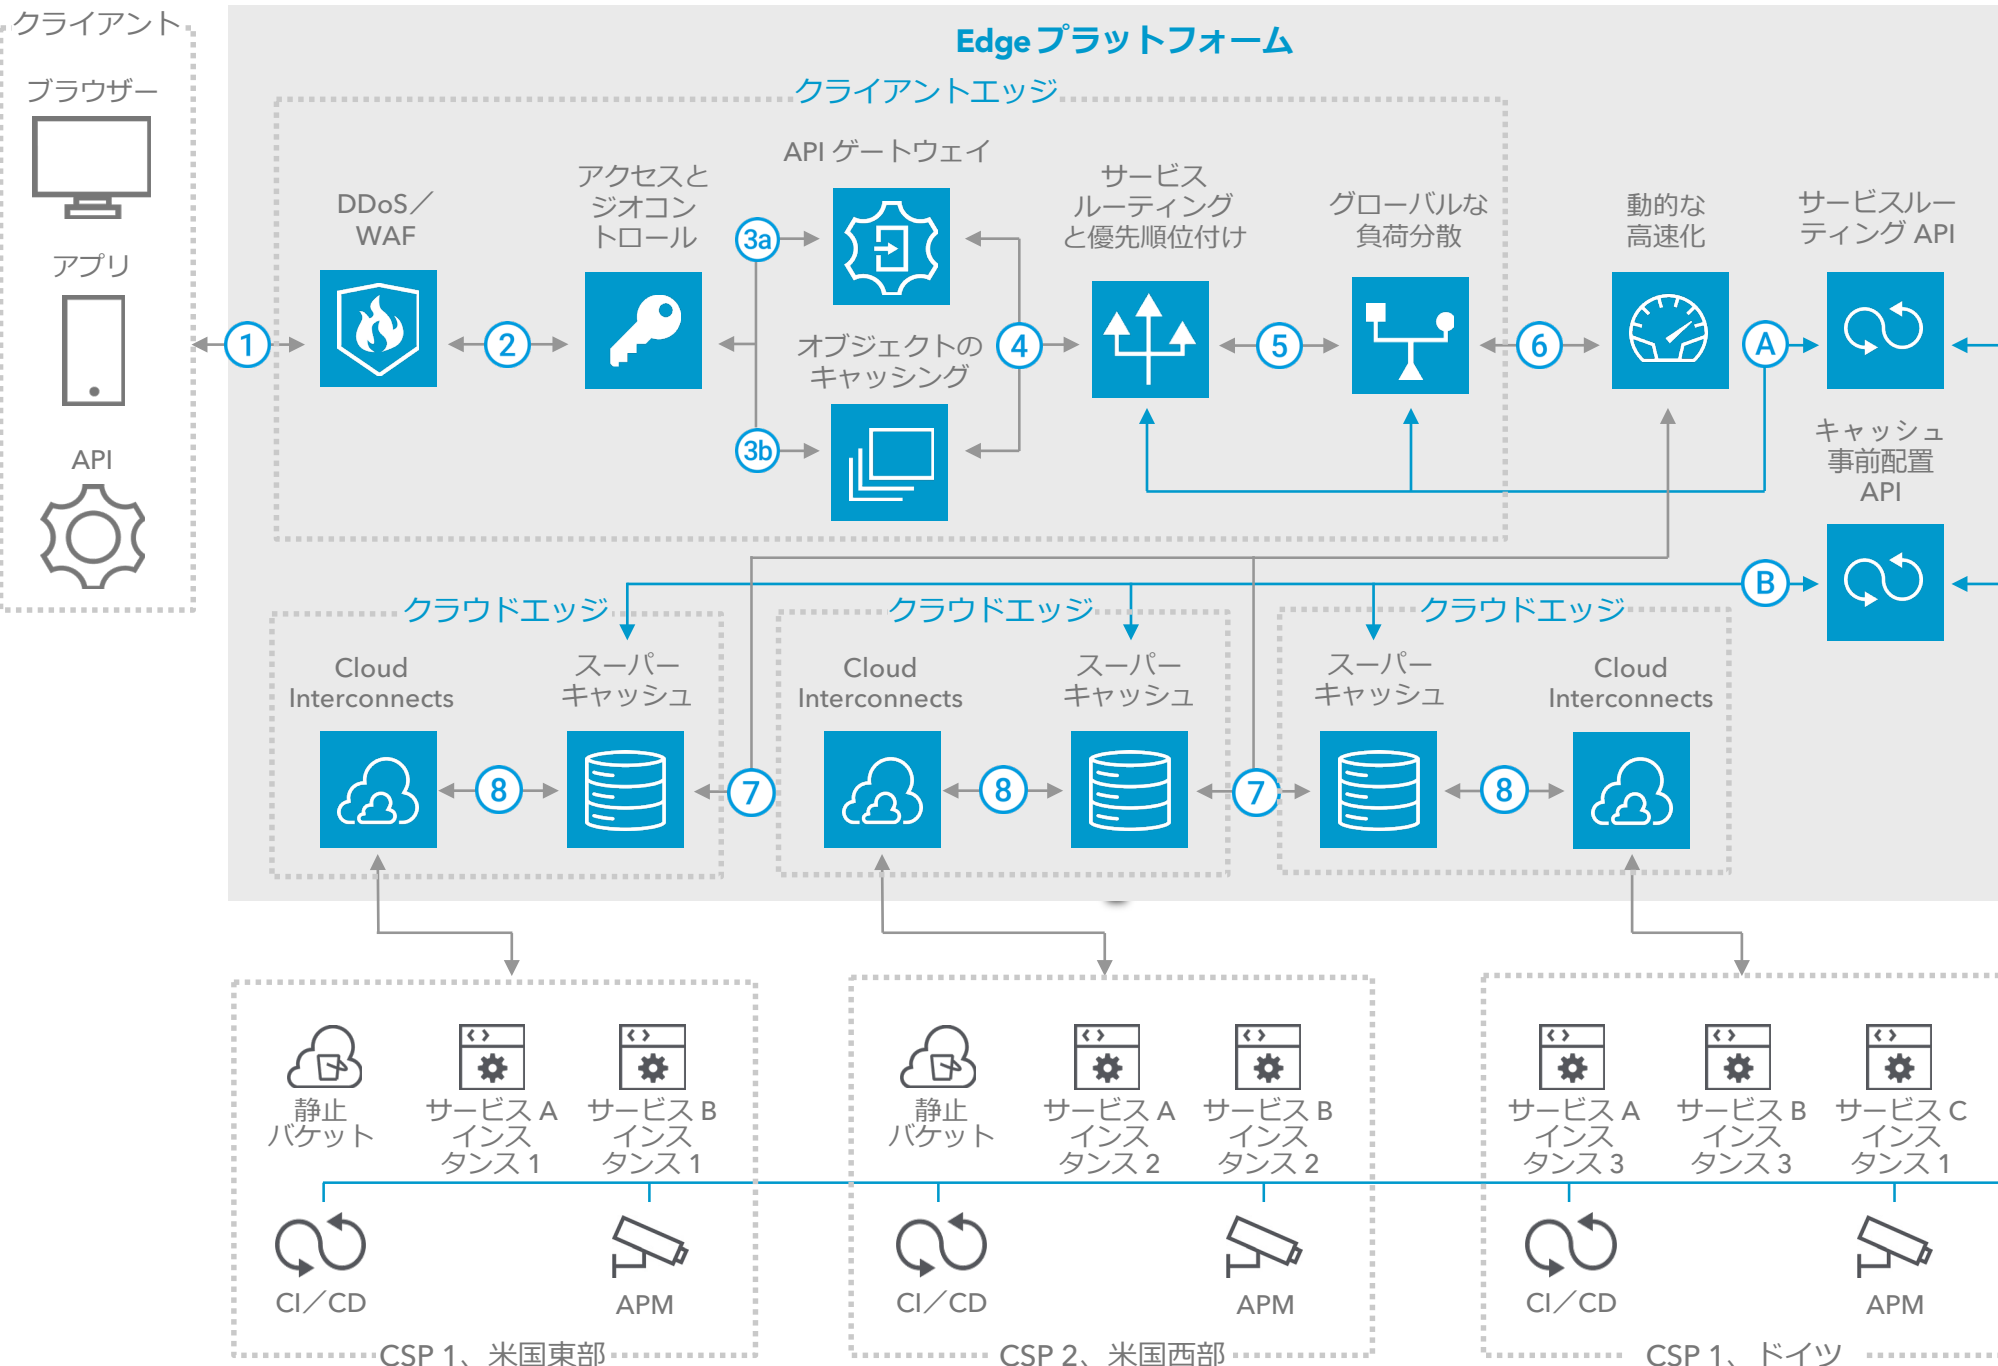 クライアント
ブラウザー
アプリ
API
Edgeプラットフォーム
クライアントエッジ
DDoS／
WAF
アクセスと
ジオコン
トロール
API ゲートウェイ
オブジェクトの
キャッシング
サービス
ルーティング
と優先順位付け
グローバルな
負荷分散
動的な
高速化
サービスルー
ティング API
キャッシュ
事前配置
API
1
2
3a
3b
4
5
6
A
B
クラウドエッジ
Cloud
Interconnects
スーパー
キャッシュ
8
7
クラウドエッジ
Cloud
Interconnects
スーパー
キャッシュ
8
7
クラウドエッジ
スーパー
キャッシュ
Cloud
Interconnects
8
静止
バケット
サービス A
インス
タンス 1
サービス B
インス
タンス 1
CI／CD
APM
CSP 1、米国東部
静止
バケット
サービス A
インス
タンス 2
サービス B
インス
タンス 2
CI／CD
APM
CSP 2、米国西部
サービス A
インス
タンス 3
サービス B
インス
タンス 3
サービス C
インス
タンス 1
CI／CD
APM
CSP 1、ドイツ